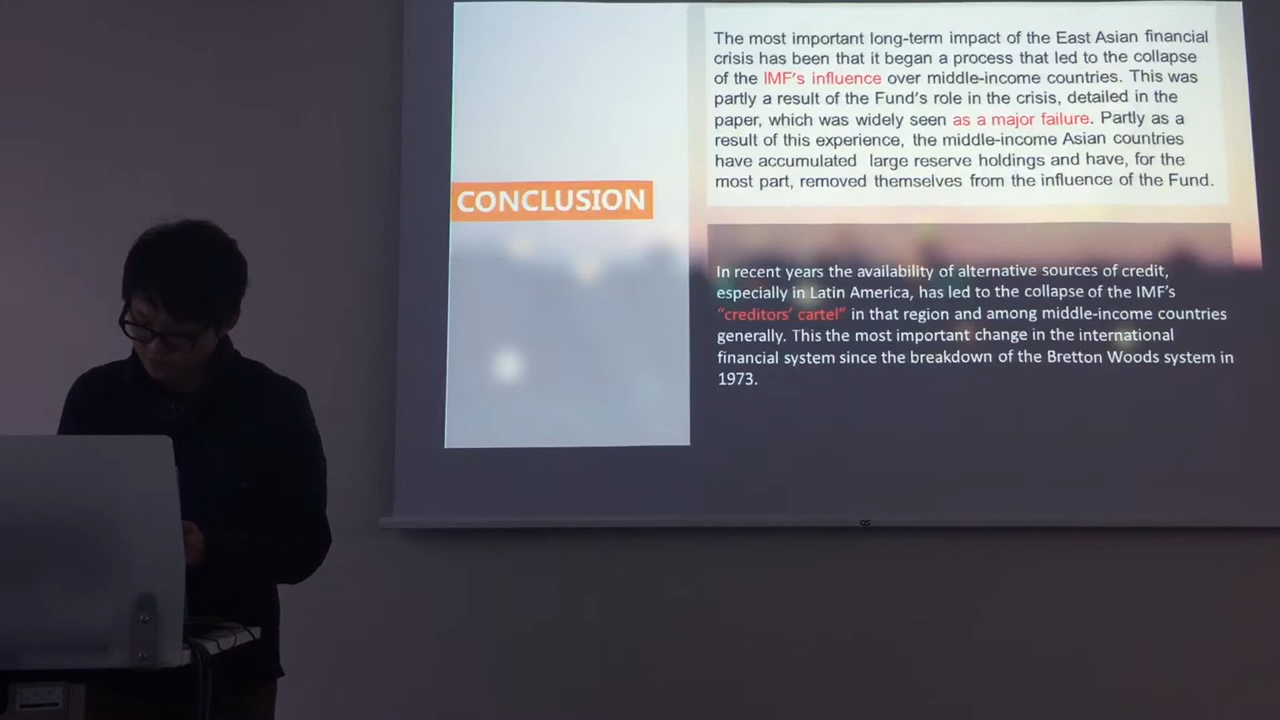 CONCLUSION
The most important long-term impact of the East Asian financial
crisis has been that it began a process that led to the collapse
of the IMF's influence over middle-income countries. This was
partly a result of the Fund's role in the crisis, detailed in the
paper, which was widely seen as a major failure. Partly as a
result of this experience, the middle-income Asian countries
have accumulated large reserve holdings and have, for the
most part, removed themselves from the influence of the Fund.
In recent years the availability of alternative sources of credit,
especially in Latin America, has led to the collapse of the IMF's
“creditors' cartel” in that region and among middle-income countries
generally. This the most important change in the international
financial system since the breakdown of the Bretton Woods system in
1973.